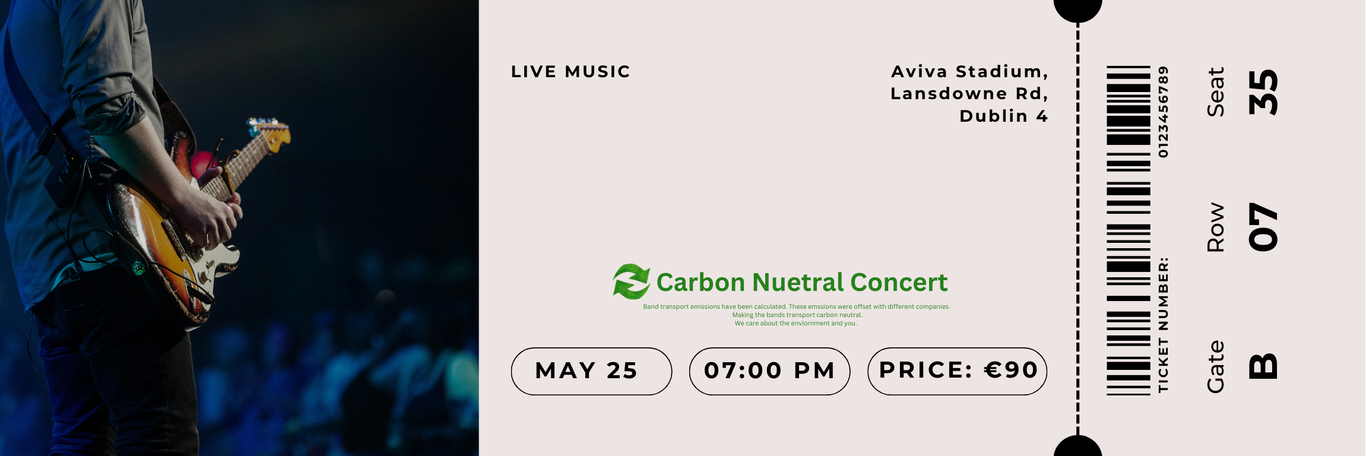 LIVE MUSIC
Aviva Stadium,
Lansdowne Rd,
Dublin 4
Carbon Nuetral Concert
Band transport emissions have been calculated. These emssions were offset with different companies.
Making the bands transport carbon neutral.
We care about the enviornment and you.
MAY 25
07:00 PM
PRICE: €90
TICKET NUMBER:
0123456789
Gate
B
Row
07
Seat
35